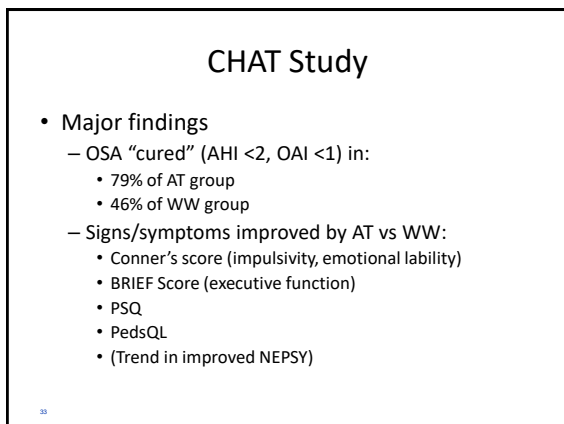 CHAT Study
• Major findings
– OSA “cured” (AHI <2, OAI <1) in:
• 79% of AT group
• 46% of WW group
– Signs/symptoms improved by AT vs WW:
• Conner’s score (impulsivity, emotional lability)
• BRIEF Score (executive function)
• PSQ
• PedsQL
• (Trend in improved NEPSY)
33